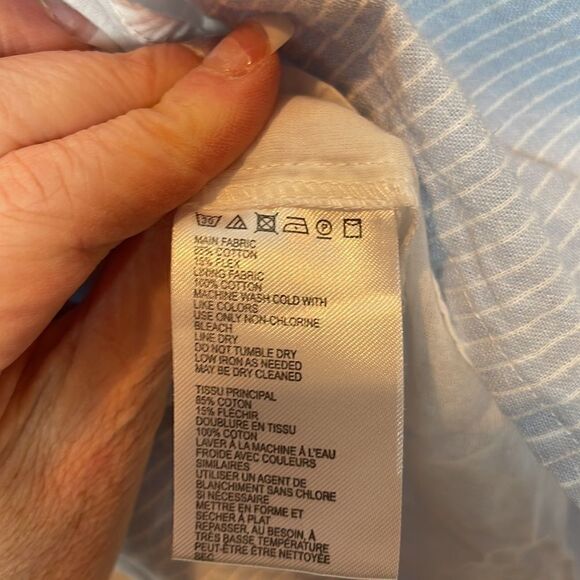 30
P
MAIN FABRIC
85% COTTON
15% FLEX
LINING FABRIC
100% COTTON
MACHINE WASH COLD WITH
LIKE COLORS
USE ONLY NON-CHLORINE
BLEACH
LINE DRY
DO NOT TUMBLE DRY
LOW IRON AS NEEDED
MAY BE DRY CLEANED
TISSU PRINCIPAL
85% COTON
15% FLÉCHIR
DOUBLURE EN TISSU
100% COTON
LAVER À LA MACHINE À L'EAU
FROIDE AVEC COULEURS
SIMILAIRES
UTILISER UN AGENT DE
BLANCHIMENT SANS CHLORE
SI NÉCESSAIRE
METTRE EN FORME ET
SÉCHER À PLAT
REPASSER, AU BESOIN, À
TRÈS BASSE TEMPÉRATURE
PEUT-ÊTRE ÊTRE NETTOYÉE
SEC